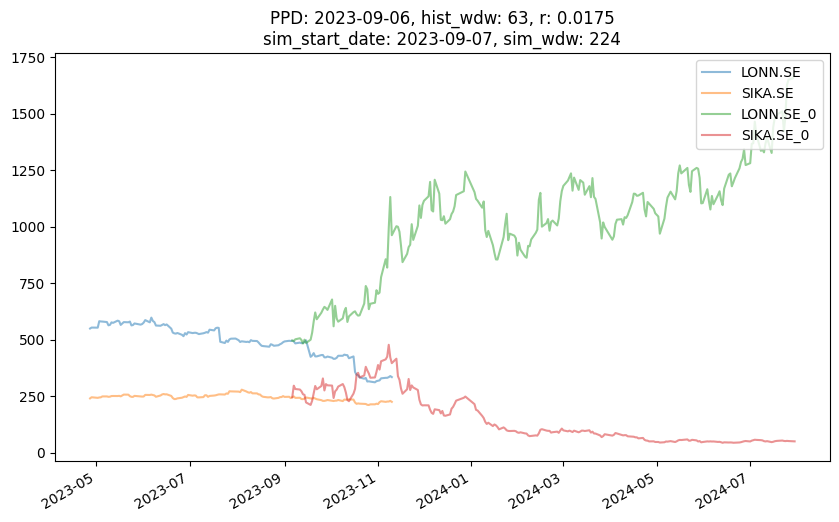 PPD: 2023-09-06, hist_wdw: 63, r: 0.0175
sim_start_date: 2023-09-07, sim_wdw: 224
1750
1500
1250
1000
750
500
250
0
LONN.SE
SIKA.SE
LONN.SE_0
SIKA.SE_0
2023-05
2023-07
2023-09
2023-11
2024-01
2024-03
2024-05
2024-07